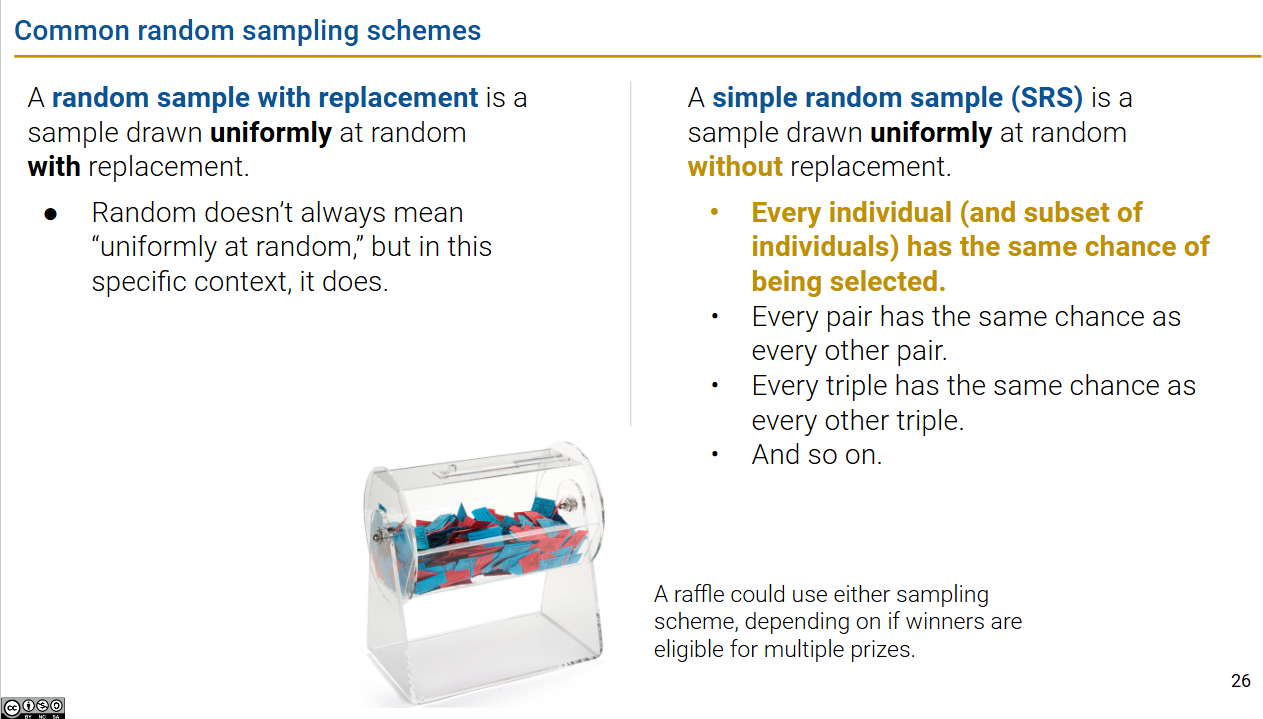 Common random sampling schemes
A random sample with replacement is a
sample drawn uniformly at random
with replacement.
● Random doesn’t always mean
“uniformly at random,” but in this
specific context, it does.
A simple random sample (SRS) is a
sample drawn uniformly at random
without replacement.
• Every individual (and subset of
individuals) has the same chance of
being selected.
• Every pair has the same chance as
every other pair.
• Every triple has the same chance as
every other triple.
• And so on.
A raffle could use either sampling
scheme, depending on if winners are
eligible for multiple prizes.
26
cc
BY NC SA